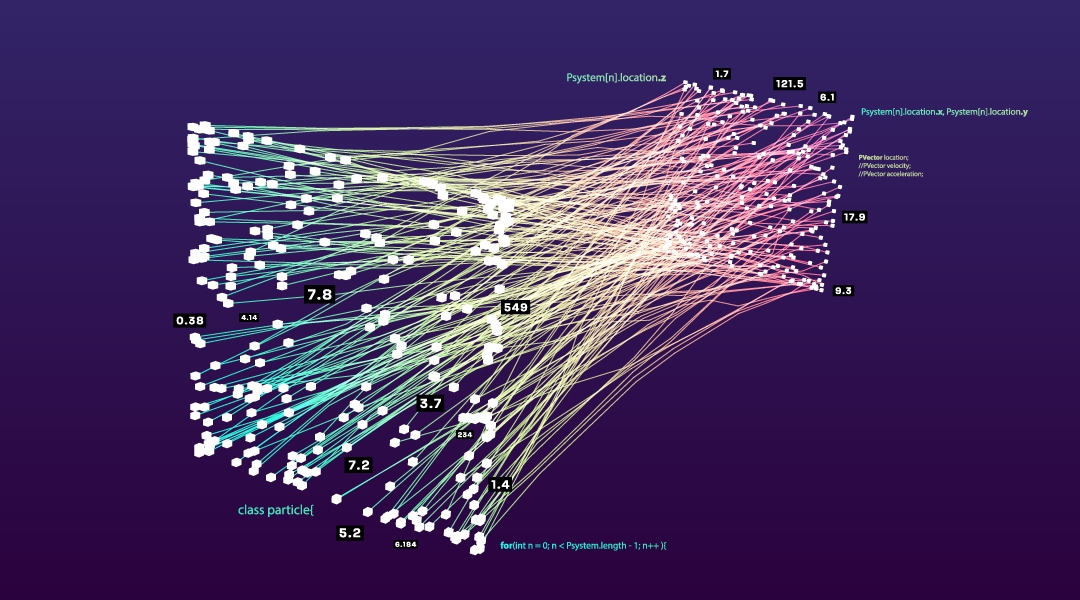 1.7
Psystem[n].location.z
121.5
6.1
Psystem[n].location.x, Psystem[n].location.y
PVector location;
//PVector velocity;
//PVector acceleration;
17.9
9.3
7.8
549
4.14
0.38
3.7
234
7.2
1.4
class particle{
5.2
6.184
for(int n = 0; n < Psystem.length - 1; n++ ){